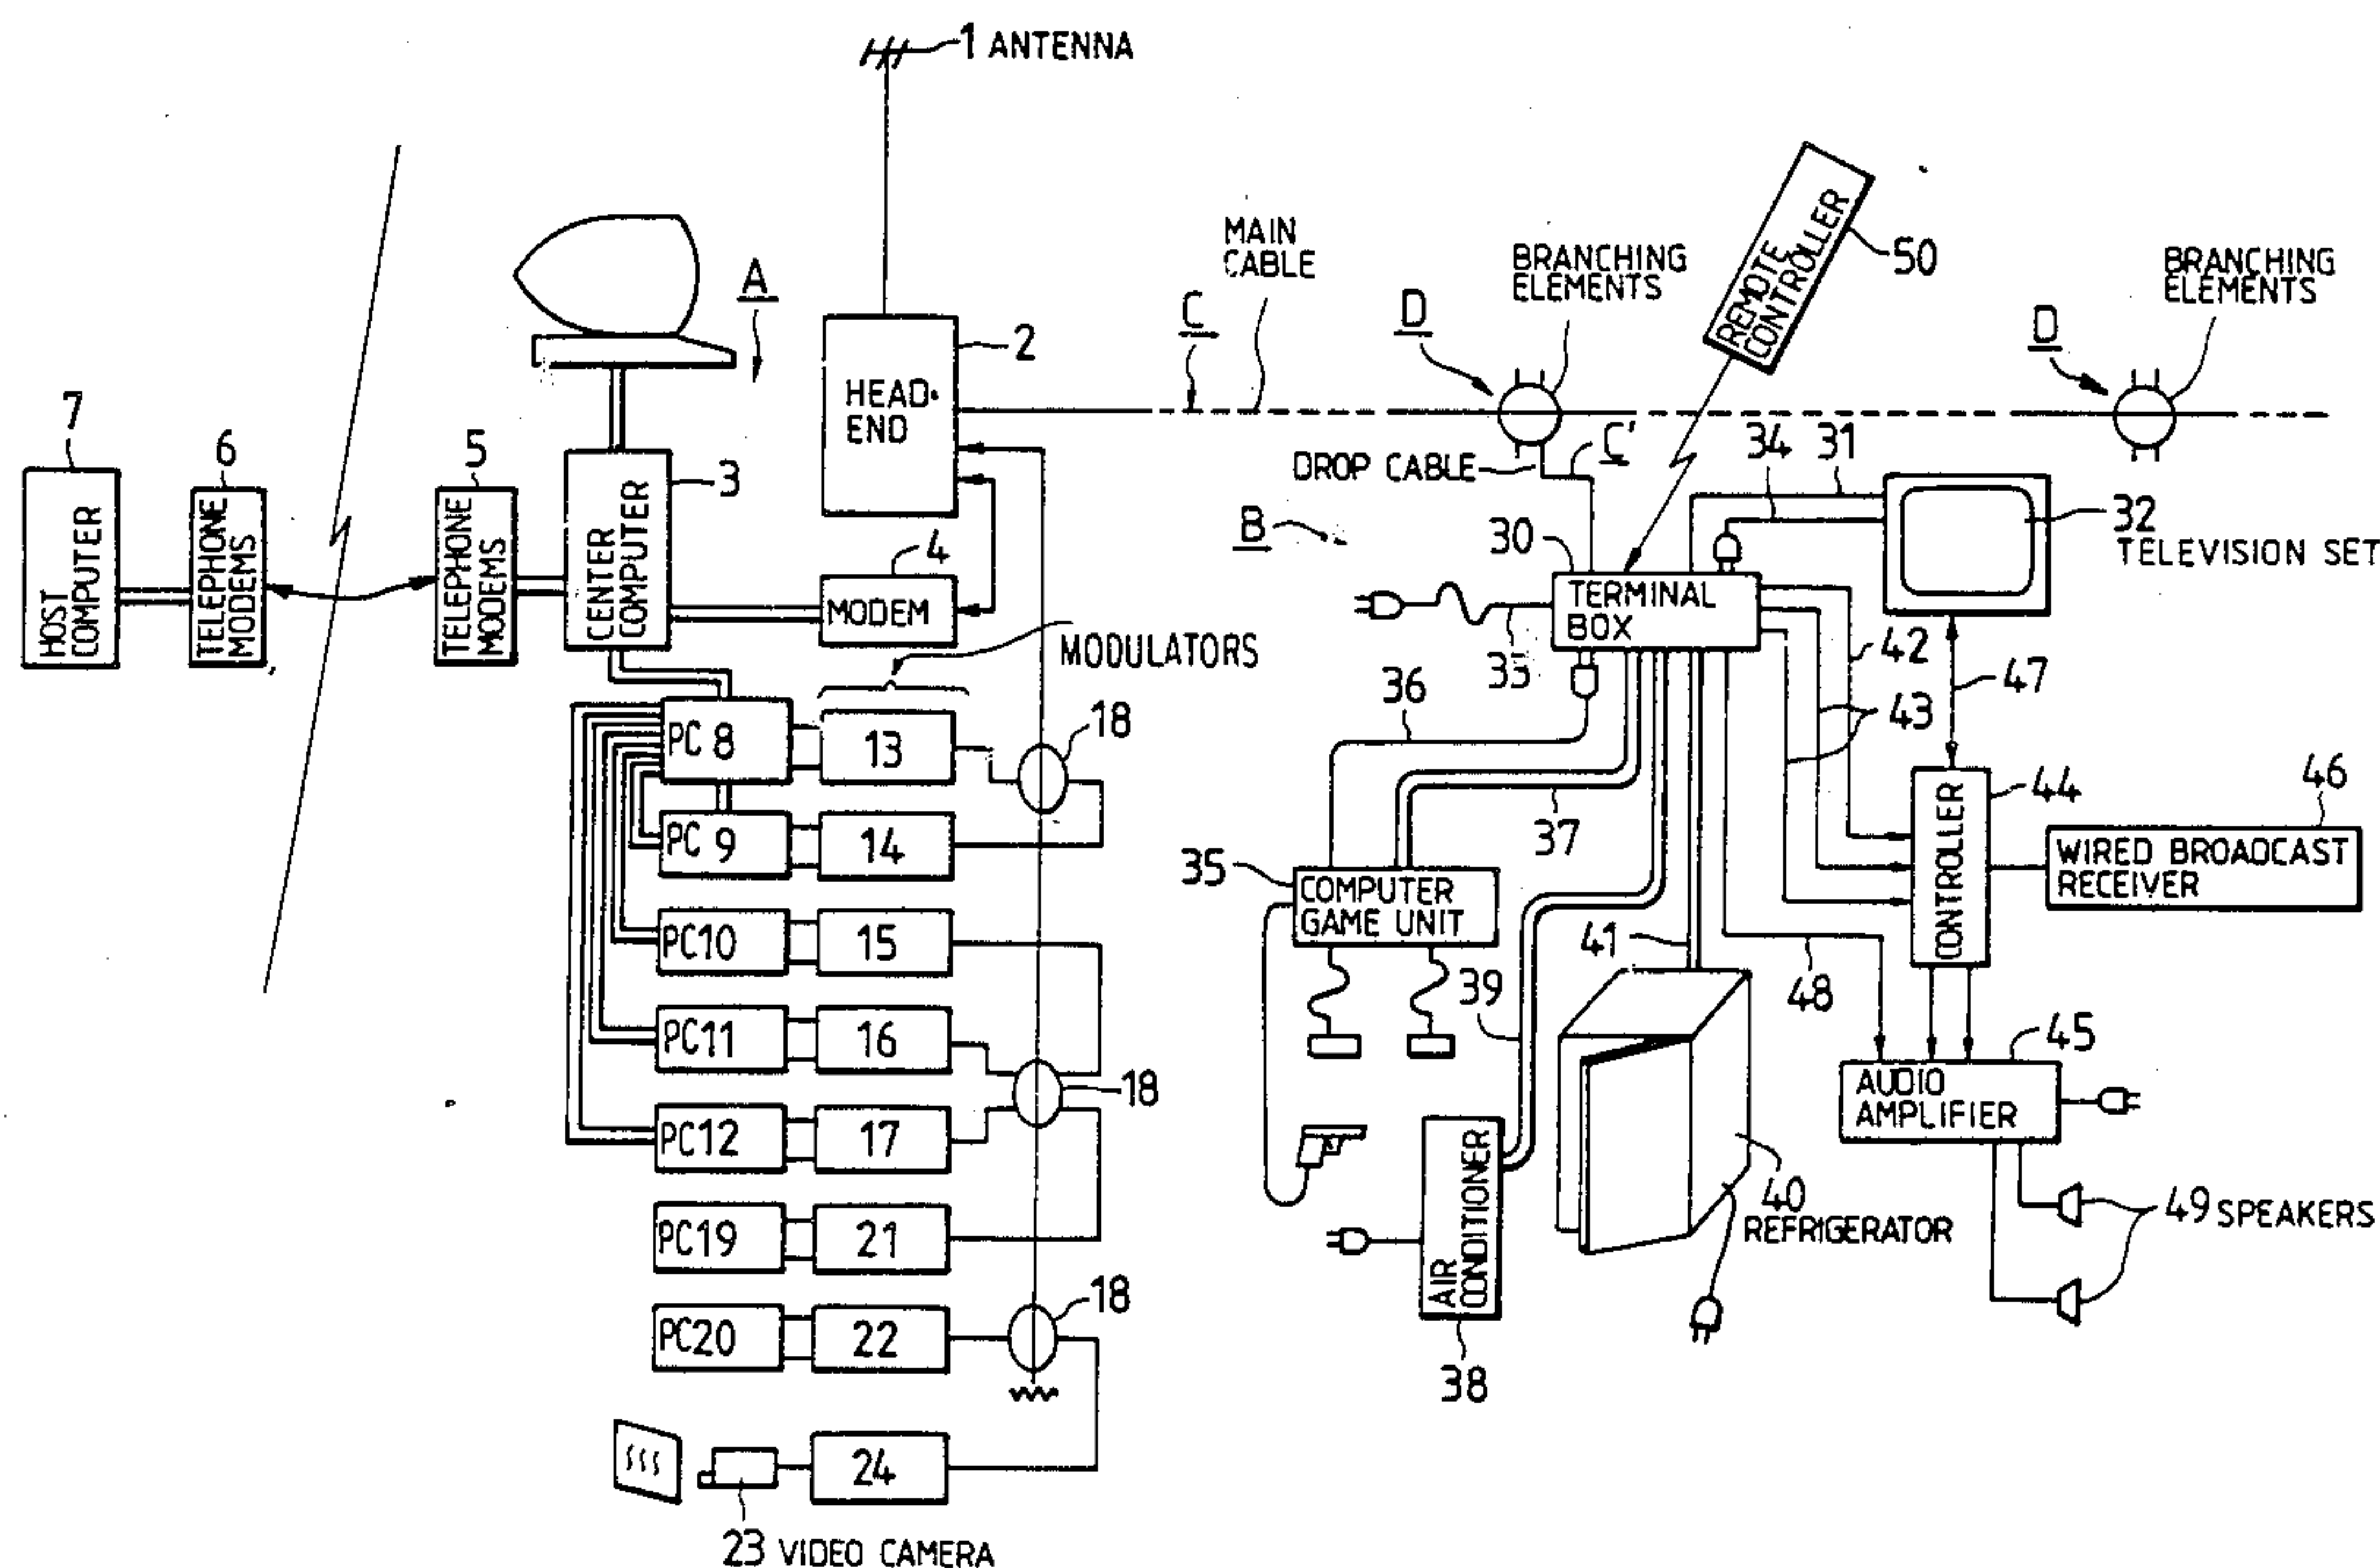 1 ANTENNA
A
2
HEAD-
END
MAIN
CABLE
C
D
BRANCHING
ELEMENTS
REMOTE
CONTROLLER
50
D
BRANCHING
ELEMENTS
7
HOST
COMPUTER
6
TELEPHONE
MODEMS
5
TELEPHONE
MODEMS
3
CENTER
COMPUTER
4
MODEM
MODULATORS
DROP CABLE
C'
B
30
TERMINAL
BOX
33
34
31
32
TELEVISION SET
42
43
47
PC 8
13
18
PC 9
14
PC10
15
PC11
16
18
PC12
17
PC19
21
PC20
22
18
24
23 VIDEO CAMERA
36
37
35
COMPUTER
GAME UNIT
39
41
48
44
CONTROLLER
46
WIRED BROADCAST
RECEIVER
45
AUDIO
AMPLIFIER
AIR
CONDITIONER
38
40
REFRIGERATOR
49 SPEAKERS